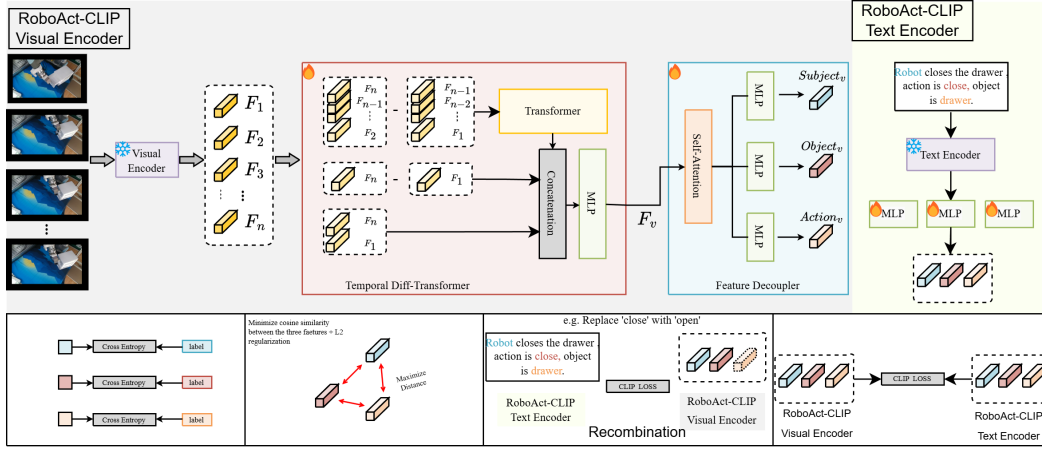 RoboAct-CLIP
Visual Encoder
Visual
Encoder
F1
F2
F3
Fn
Fn
Fn−1
F2
-
Fn−1
Fn−2
F1
Transformer
Fn
-
F1
Fn
F1
Concatenation
MLP
Temporal Diff-Transformer
Fv
Self-Attention
MLP
MLP
MLP
Subjectv
Objectv
Actionv
Feature Decoupler
RoboAct-CLIP
Text Encoder
Robot closes the drawer ,
action is close, object
is drawer.
Text Encoder
MLP
MLP
MLP
Cross Entropy
label
Cross Entropy
label
Cross Entropy
label
Minimize cosine similarity
between the three faetures + L2
regularization
Maximize
Distance
e.g. Replace 'close' with 'open'
Robot closes the drawer ,
action is close, object
is drawer.
CLIP LOSS
RoboAct-CLIP
Text Encoder
RoboAct-CLIP
Visual Encoder
Recombination
CLIP LOSS
RoboAct-CLIP
Visual Encoder
RoboAct-CLIP
Text Encoder